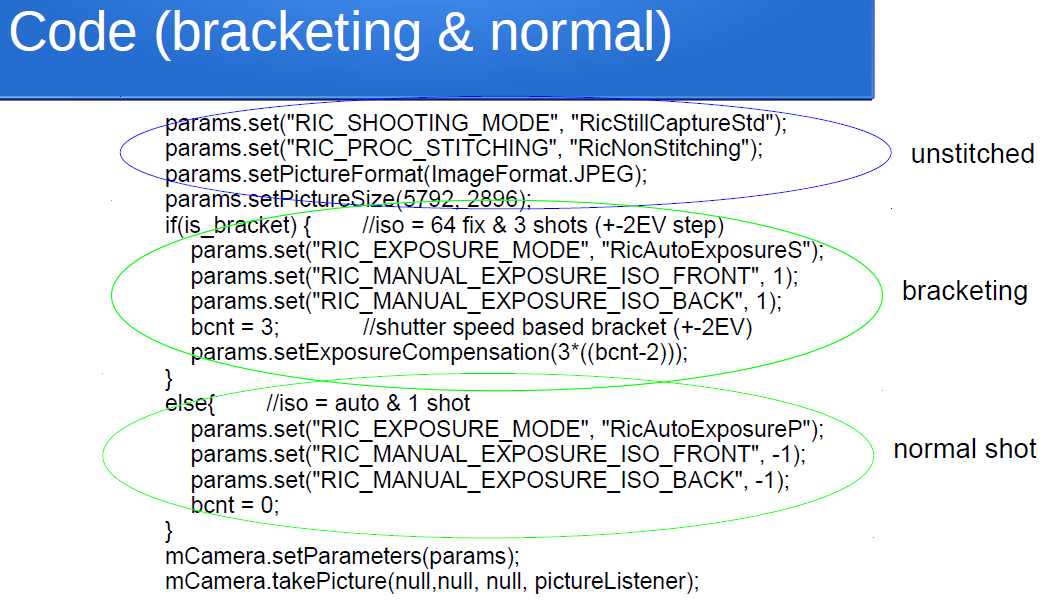 Code (bracketing & normal)
params.set("RIC_SHOOTING_MODE", "RicStillCaptureStd");
params.set("RIC_PROC_STITCHING", "RicNonStitching");
params.setPictureFormat(ImageFormat.JPEG);
params.setPictureSize(5792, 2896);
unstitched
if(is_bracket) { //iso = 64 fix & 3 shots (+-2EV step)
params.set("RIC_EXPOSURE_MODE", "RicAutoExposureS");
params.set("RIC_MANUAL_EXPOSURE_ISO_FRONT", 1);
params.set("RIC_MANUAL_EXPOSURE_ISO_BACK", 1);
bcnt = 3; //shutter speed based bracket (+-2EV)
params.setExposureCompensation(3*((bcnt-2)));
}
bracketing
else{ //iso = auto & 1 shot
params.set("RIC_EXPOSURE_MODE", "RicAutoExposureP");
params.set("RIC_MANUAL_EXPOSURE_ISO_FRONT", -1);
params.set("RIC_MANUAL_EXPOSURE_ISO_BACK", -1);
bcnt = 0;
}
normal shot
mCamera.setParameters(params);
mCamera.takePicture(null,null, null, pictureListener);